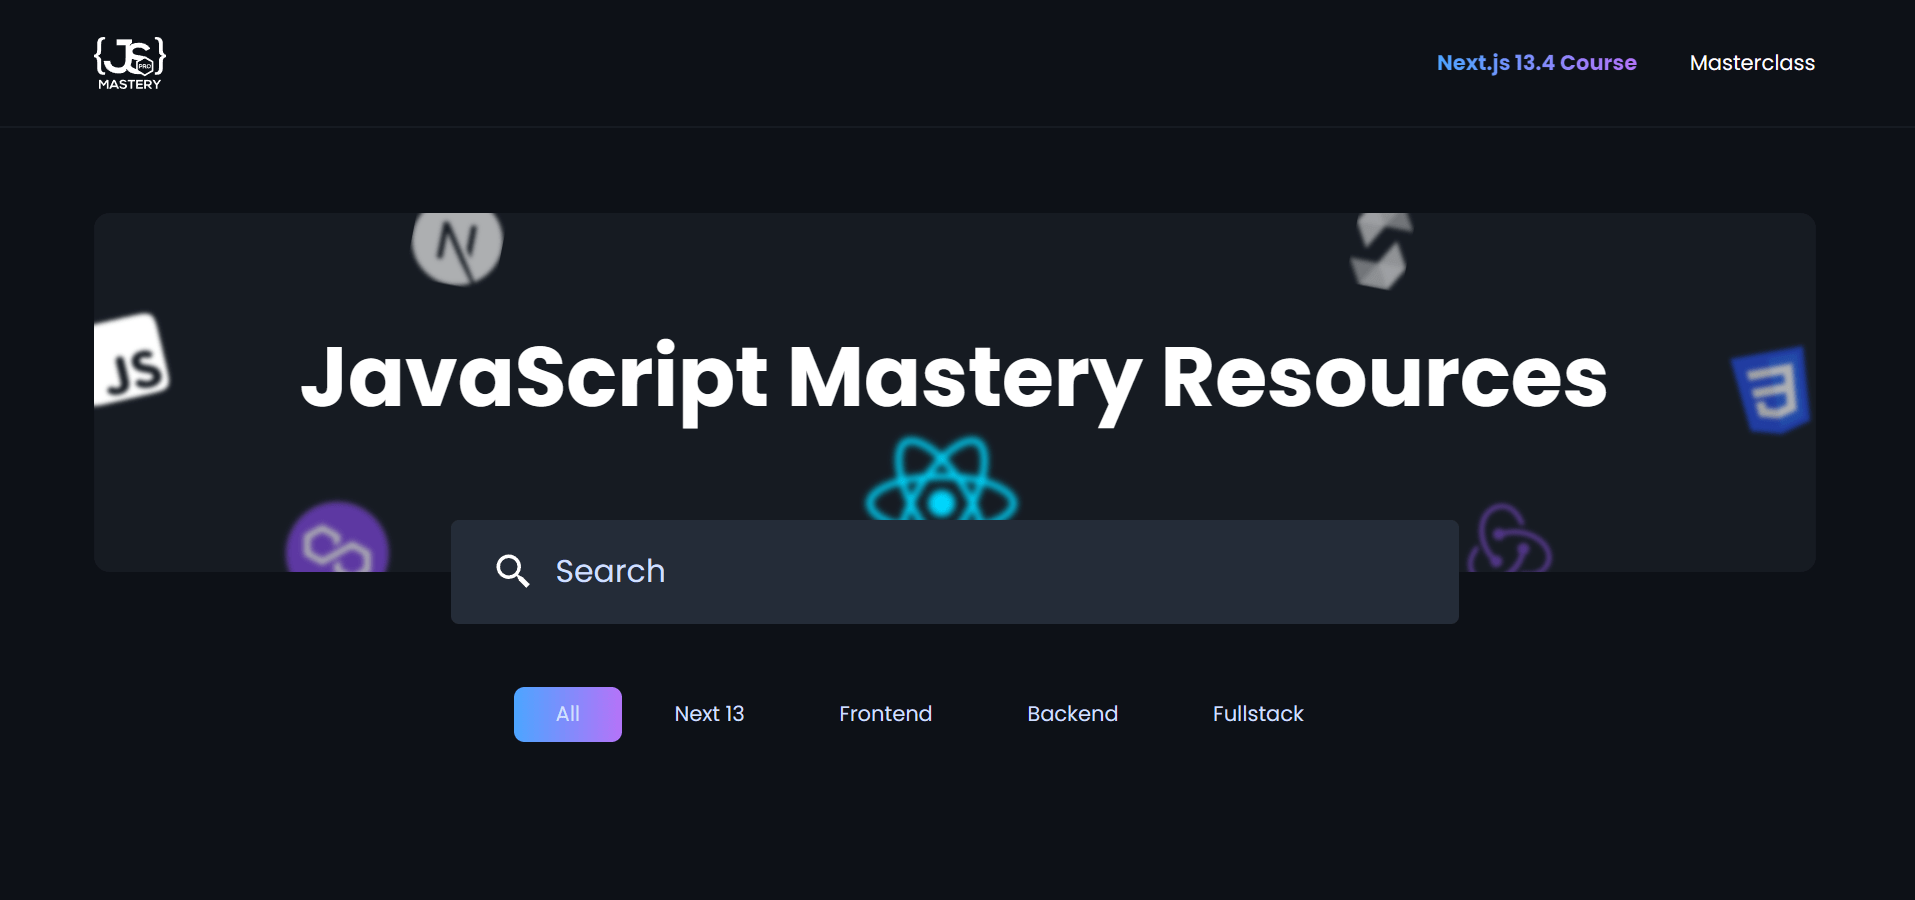 {JS}
PRO
MASTERY
Next.js 13.4 Course
Masterclass
N
JS
JavaScript Mastery Resources
Search
All
Next 13
Frontend
Backend
Fullstack